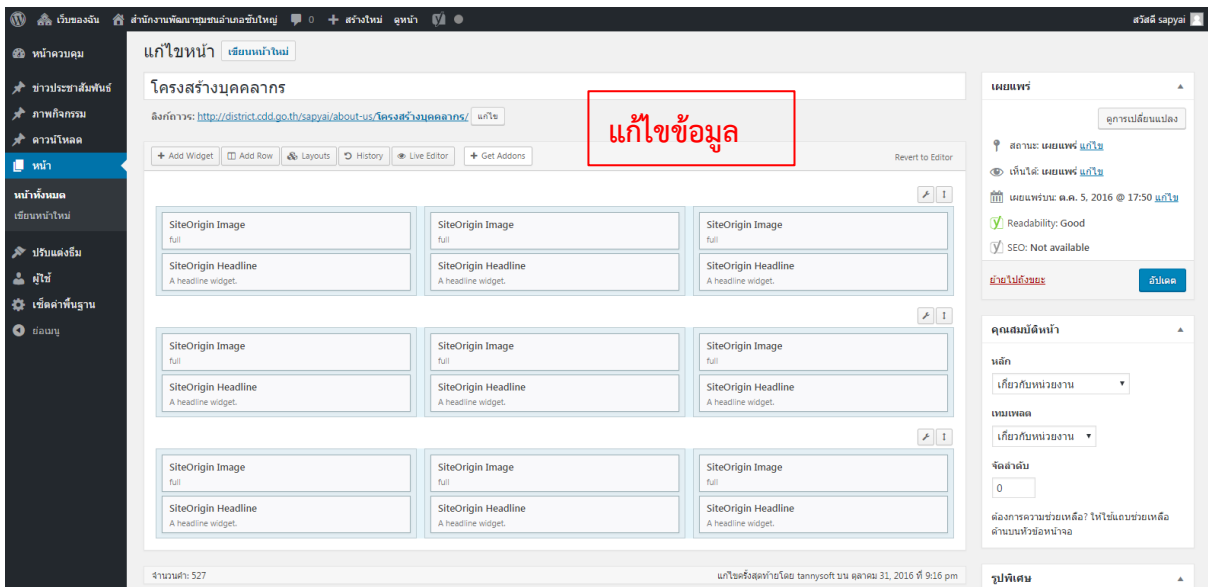 เว็บของฉัน สำนักงานพัฒนาชุมชนอำเภอซับใหญ่ 0 + สร้างใหม่ ดูหน้า สวัสดี sapyai
หน้าควบคุม
ข่าวประชาสัมพันธ์
ภาพกิจกรรม
ดาวน์โหลด
หน้า
หน้าทั้งหมด
เขียนหน้าใหม่
ปรับแต่งธีม
ผู้ใช้
เซ็ตค่าพื้นฐาน
ย่อเมนู
แก้ไขหน้า เขียนหน้าใหม่
โครงสร้างบุคคลากร
ลิงก์ถาวร: http://district.cdd.go.th/sapyai/about-us/โครงสร้างบุคคลากร/ แก้ไข
แก้ไขข้อมูล
+ Add Widget Add Row Layouts History Live Editor + Get Addons Revert to Editor
SiteOrigin Image SiteOrigin Image SiteOrigin Image
full full full
SiteOrigin Headline SiteOrigin Headline SiteOrigin Headline
A headline widget. A headline widget. A headline widget.
SiteOrigin Image SiteOrigin Image SiteOrigin Image
full full full
SiteOrigin Headline SiteOrigin Headline SiteOrigin Headline
A headline widget. A headline widget. A headline widget.
SiteOrigin Image SiteOrigin Image SiteOrigin Image
full full full
SiteOrigin Headline SiteOrigin Headline SiteOrigin Headline
A headline widget. A headline widget. A headline widget.
จำนวนคำ: 527 แก้ไขครั้งสุดท้ายโดย tannysoft บน ตุลาคม 31, 2016 ที่ 9:16 pm
เผยแพร่
ดูการเปลี่ยนแปลง
สถานะ: เผยแพร่ แก้ไข
เห็นได้: เผยแพร่ แก้ไข
เผยแพร่บน: ต.ค. 5, 2016 @ 17:50 แก้ไข
Readability: Good
SEO: Not available
ย้ายไปถังขยะ อัปเดต
คุณสมบัติหน้า
หลัก
เกี่ยวกับหน่วยงาน
เทมเพลต
เกี่ยวกับหน่วยงาน
จัดลำดับ
0
ต้องการความช่วยเหลือ? ให้ใช้แถบช่วยเหลือ
ด้านบนหัวข้อหน้าจอ
รูปพิเศษ